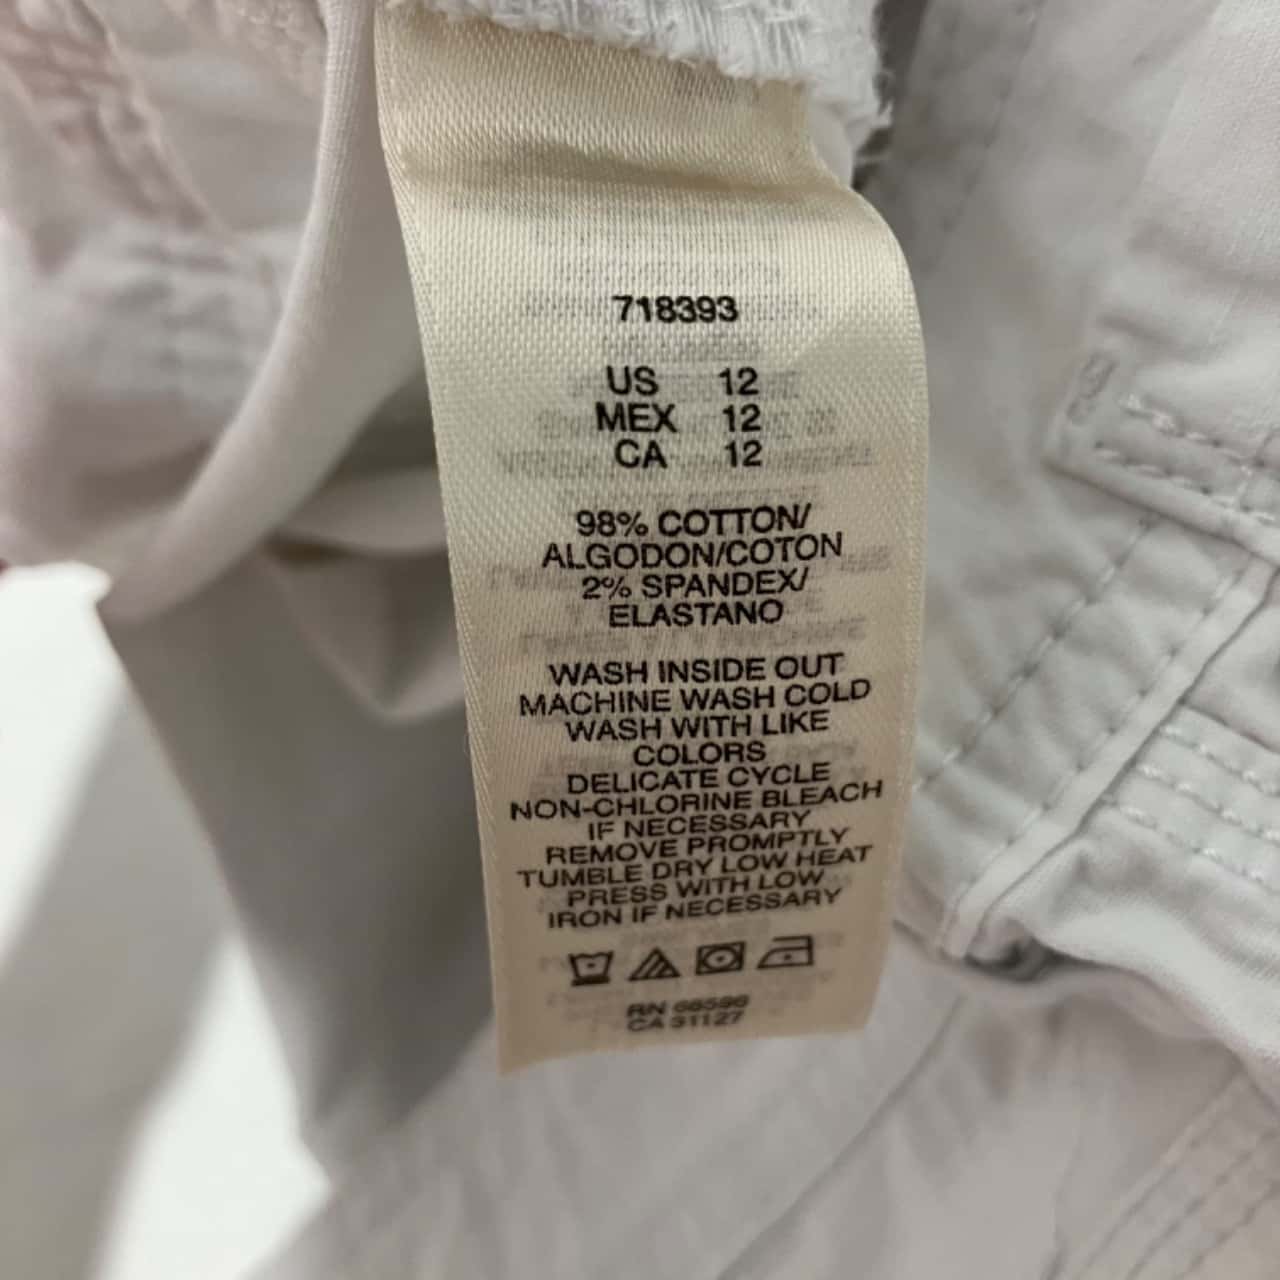 718393
US 12
MEX 12
CA 12
98% COTTON/
ALGODON/COTON
2% SPANDEX/
ELASTANO
WASH INSIDE OUT
MACHINE WASH COLD
WASH WITH LIKE
COLORS
DELICATE CYCLE
NON-CHLORINE BLEACH
IF NECESSARY
REMOVE PROMPTLY
TUMBLE DRY LOW HEAT
PRESS WITH LOW
IRON IF NECESSARY
RN
CA 31127